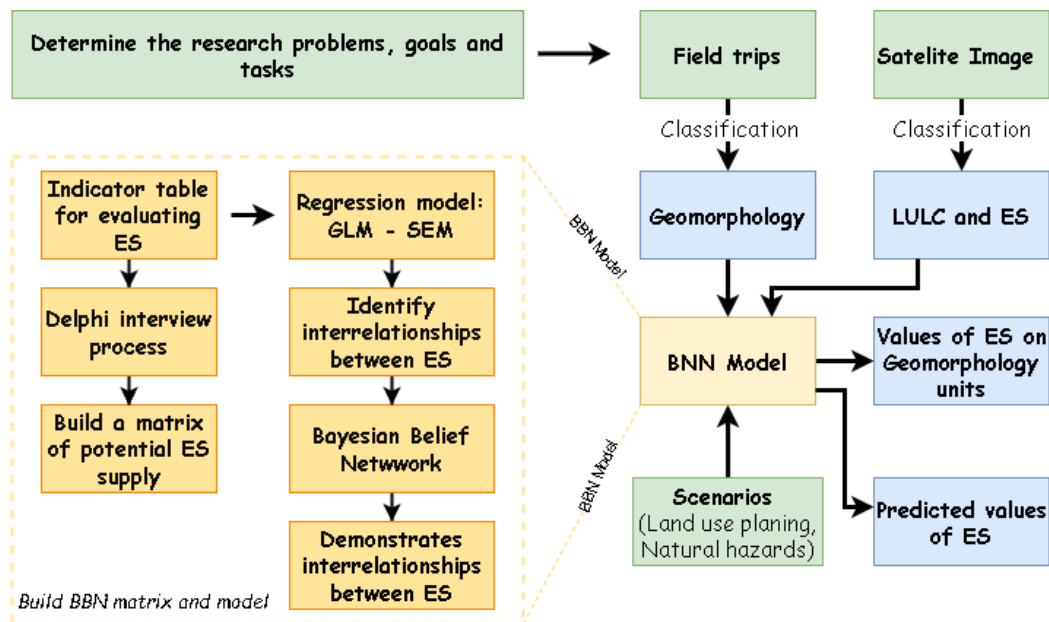 Determine the research problems, goals and
tasks
Field trips
Satelite Image
Classification
Classification
Indicator table
for evaluating
ES
Regression model:
GLM - SEM
Geomorphology
LULC and ES
BBN Model
Delphi interview
process
Identify
interrelationships
between ES
BNN Model
Values of ES on
Geomorphology
units
Build a matrix
of potential ES
supply
Bayesian Belief
Netwwork
BBN Model
Scenarios
(Land use planing,
Natural hazards)
Predicted values
of ES
Demonstrates
interrelationships
between ES
Build BBN matrix and model